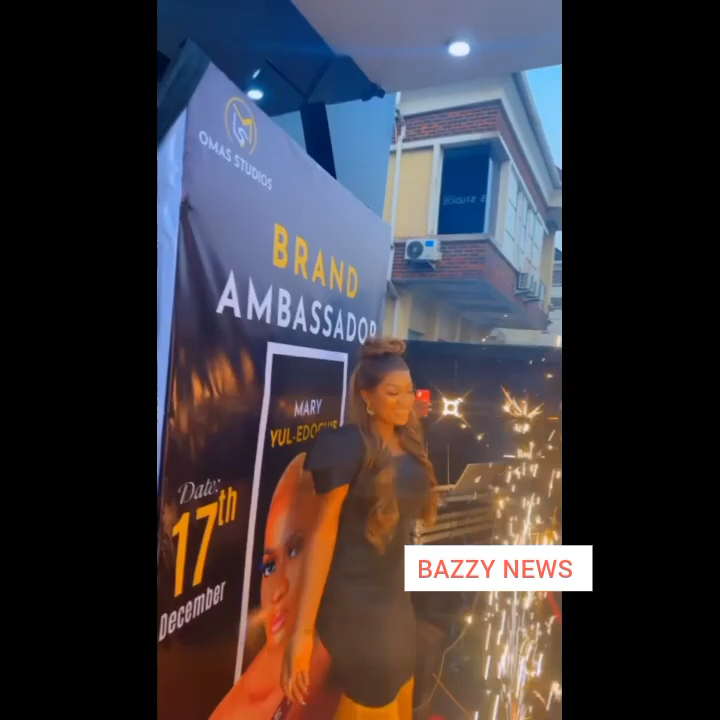 OMAS STUDIOS
BRAND
AMBASSADOR
MARY
Date:
17th
December
BAZZY NEWS